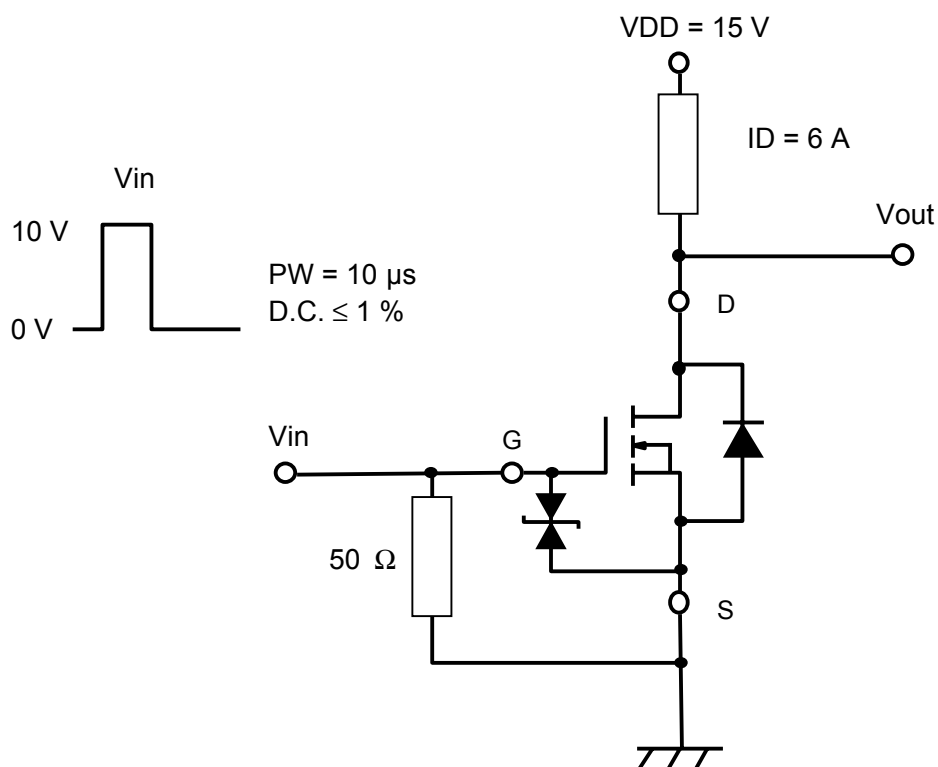 VDD = 15 V
ID = 6 A
Vin
10 V
Vout
PW = 10 µs
D.C. ≤ 1 %
0 V
D
Vin
G
50 Ω
S